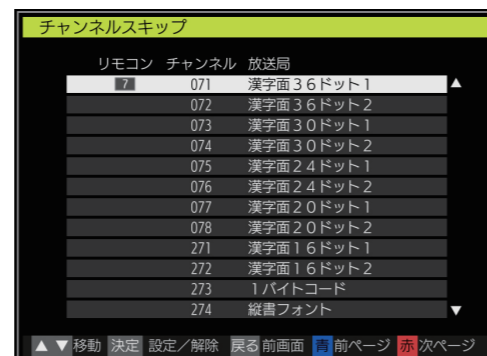 チャンネルスキップ
リモコン チャンネル 放送局
7 071 漢字面36ドット1 ▲
072 漢字面36ドット2
073 漢字面30ドット1
074 漢字面30ドット2
075 漢字面24ドット1
076 漢字面24ドット2
077 漢字面20ドット1
078 漢字面20ドット2
271 漢字面16ドット1
272 漢字面16ドット2
273 1バイトコード
274 縦書フォント ▼
▲ ▼ 移動 決定 設定/解除 戻る 前画面 青 前ページ 赤 次ページ